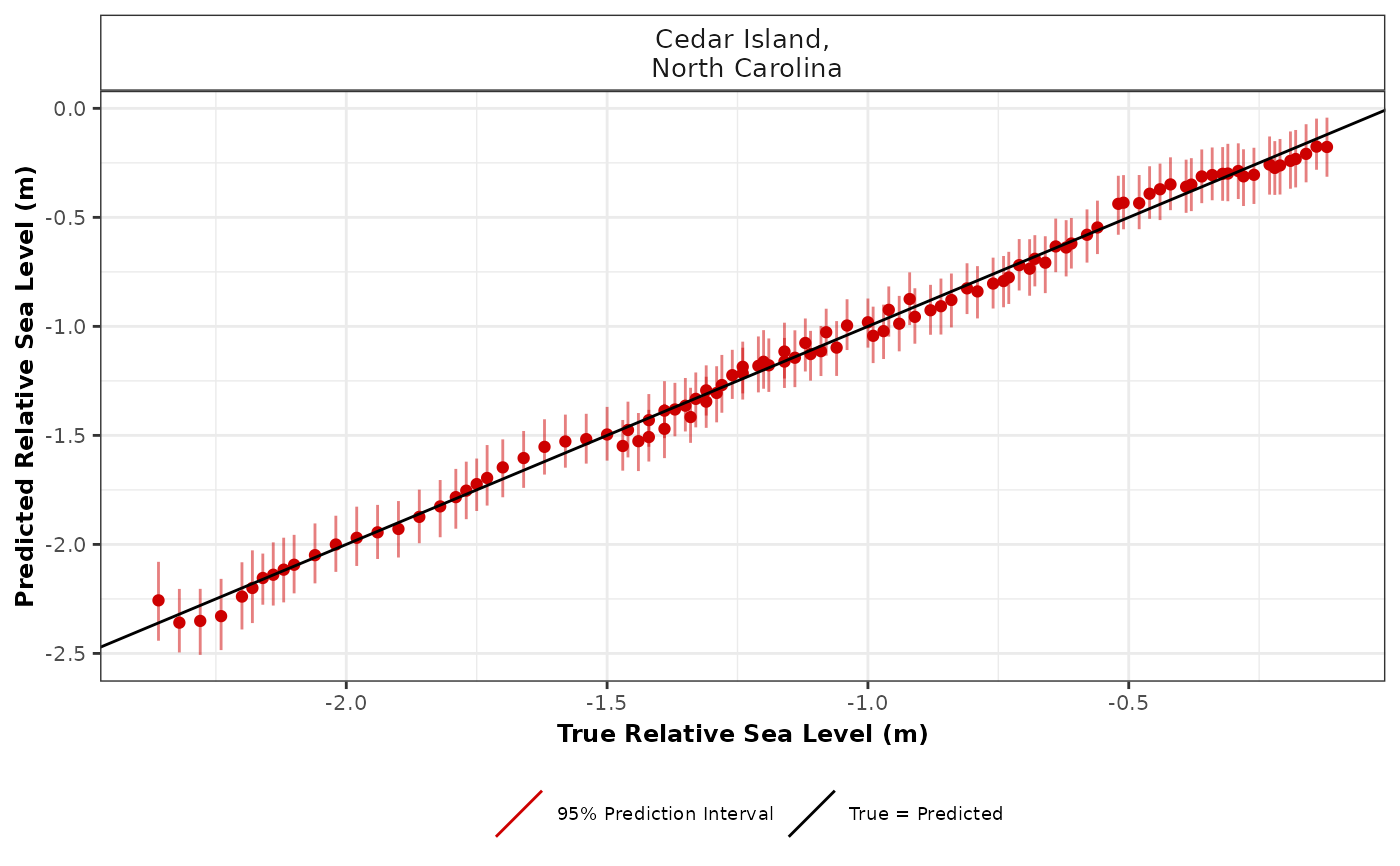 Cedar Island,
North Carolina
Predicted Relative Sea Level (m)
0.0
-0.5
-1.0
-1.5
-2.0
-2.5
-2.0 -1.5 -1.0 -0.5
True Relative Sea Level (m)
95% Prediction Interval True = Predicted